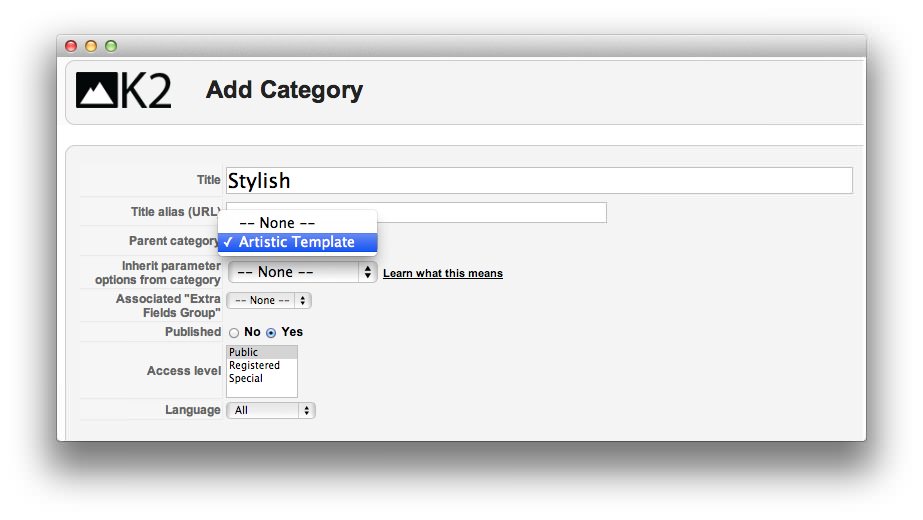 K2 Add Category
Title Stylish
Title alias (URL)
-- None --
Parent category ✓ Artistic Template
Inherit parameter
options from category -- None -- Learn what this means
Associated "Extra
Fields Group" -- None --
Published No Yes
Public
Registered
Access level
Special
Language All